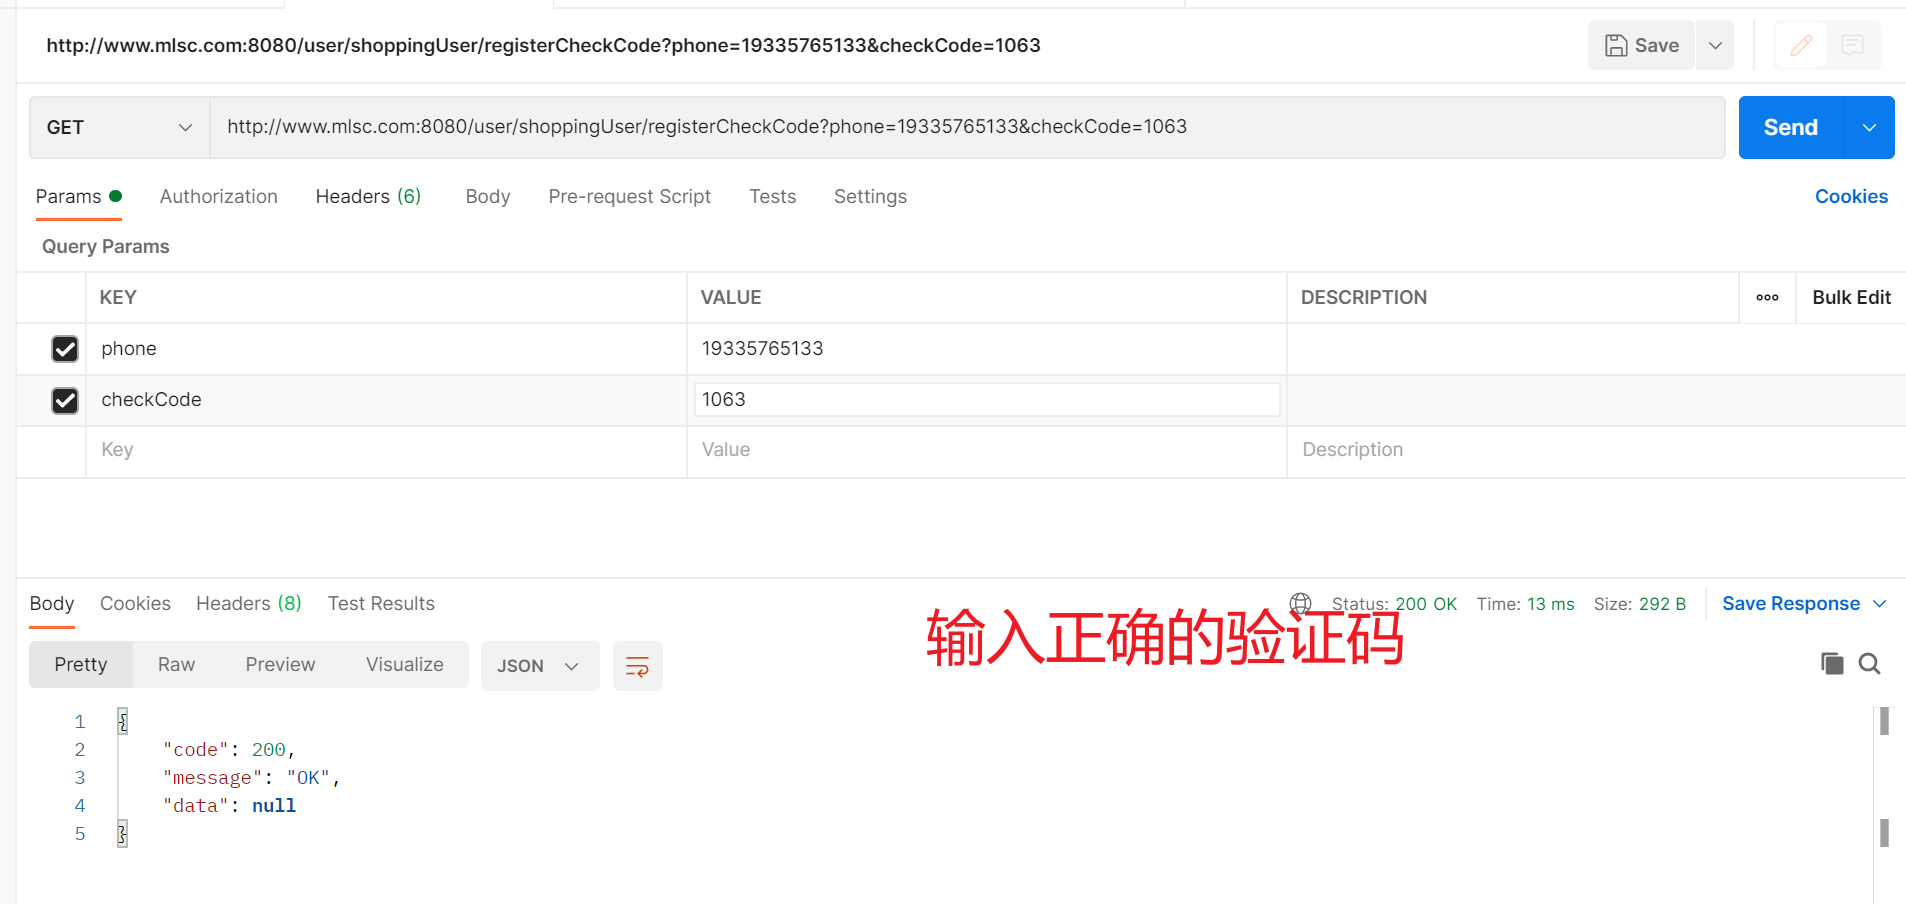 http://www.mlsc.com:8080/user/shoppingUser/registerCheckCode?phone=19335765133&checkCode=1063
Save
GET http://www.mlsc.com:8080/user/shoppingUser/registerCheckCode?phone=19335765133&checkCode=1063 Send
Params Authorization Headers (6) Body Pre-request Script Tests Settings Cookies
Query Params
KEY VALUE DESCRIPTION Bulk Edit
phone 19335765133
checkCode 1063
Key Value Description
Body Cookies Headers (8) Test Results Status: 200 OK Time: 13 ms Size: 292 B Save Response
输入正确的验证码
Pretty Raw Preview Visualize JSON
1 {
2 "code": 200,
3 "message": "OK",
4 "data": null
5 }